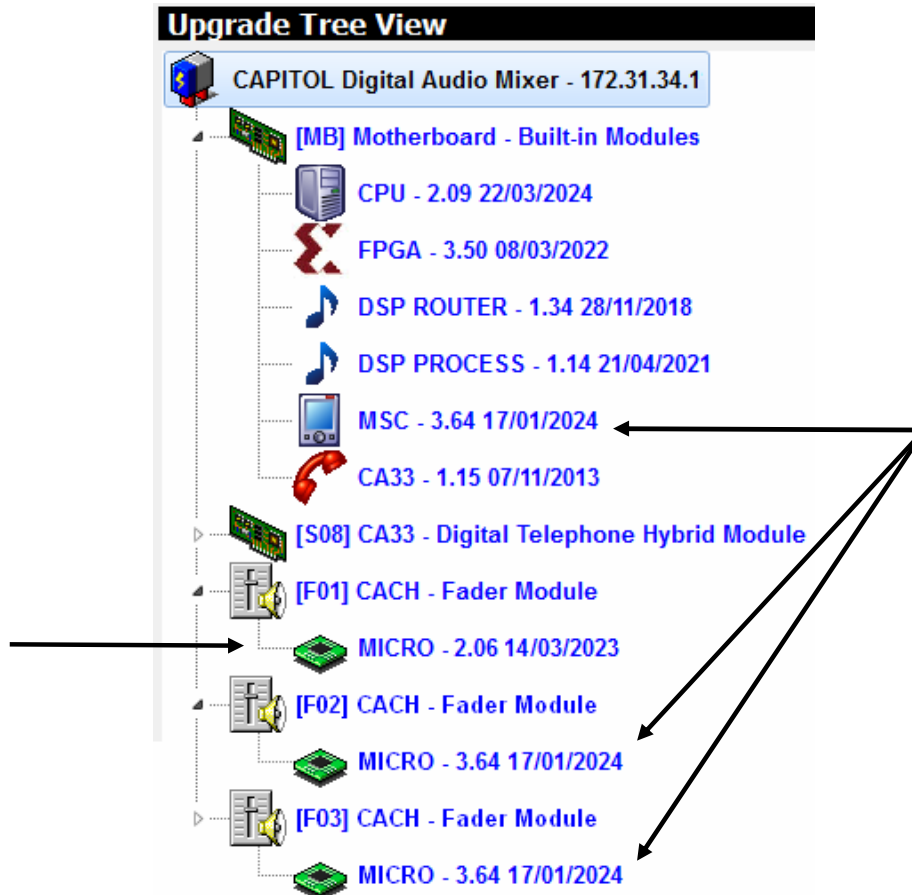 Upgrade Tree View
CAPITOL Digital Audio Mixer - 172.31.34.1
[MB] Motherboard - Built-in Modules
CPU - 2.09 22/03/2024
FPGA - 3.50 08/03/2022
DSP ROUTER - 1.34 28/11/2018
DSP PROCESS - 1.14 21/04/2021
MSC - 3.64 17/01/2024
CA33 - 1.15 07/11/2013
[S08] CA33 - Digital Telephone Hybrid Module
[F01] CACH - Fader Module
MICRO - 2.06 14/03/2023
[F02] CACH - Fader Module
MICRO - 3.64 17/01/2024
[F03] CACH - Fader Module
MICRO - 3.64 17/01/2024